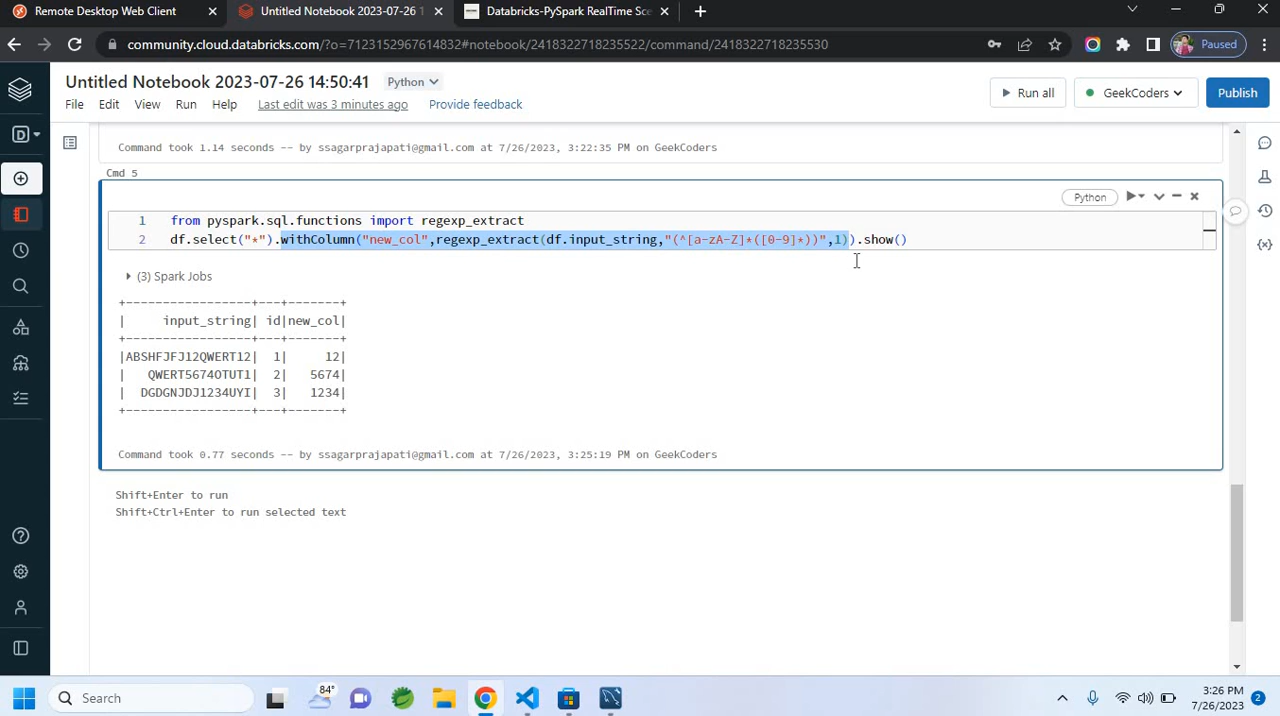 Remote Desktop Web Client
Untitled Notebook 2023-07-26 1
Databricks-PySpark RealTime Sce
community.cloud.databricks.com/?o=7123152967614832#notebook/2418322718235522/command/2418322718235530
Paused
Untitled Notebook 2023-07-26 14:50:41 Python
File Edit View Run Help Last edit was 3 minutes ago Provide feedback
Run all GeekCoders Publish
D
Command took 1.14 seconds -- by ssagarprajapati@gmail.com at 7/26/2023, 3:22:35 PM on GeekCoders
Cmd 5
Python
1 from pyspark.sql.functions import regexp_extract
2 df.select("*").withColumn("new_col",regexp_extract(df.input_string,"(^[a-zA-Z]*([0-9]*))",1)).show()
(3) Spark Jobs
+-----------------+---+-------+
| input_string| id|new_col|
+-----------------+---+-------+
|ABSHFJFJ12QWERT12| 1| 12|
| QWERT5674OTUT1| 2| 5674|
| DGDGNJDJ1234UYI| 3| 1234|
+-----------------+---+-------+
Command took 0.77 seconds -- by ssagarprajapati@gmail.com at 7/26/2023, 3:25:19 PM on GeekCoders
Shift+Enter to run
Shift+Ctrl+Enter to run selected text
Search
84°
3:26 PM
7/26/2023
2